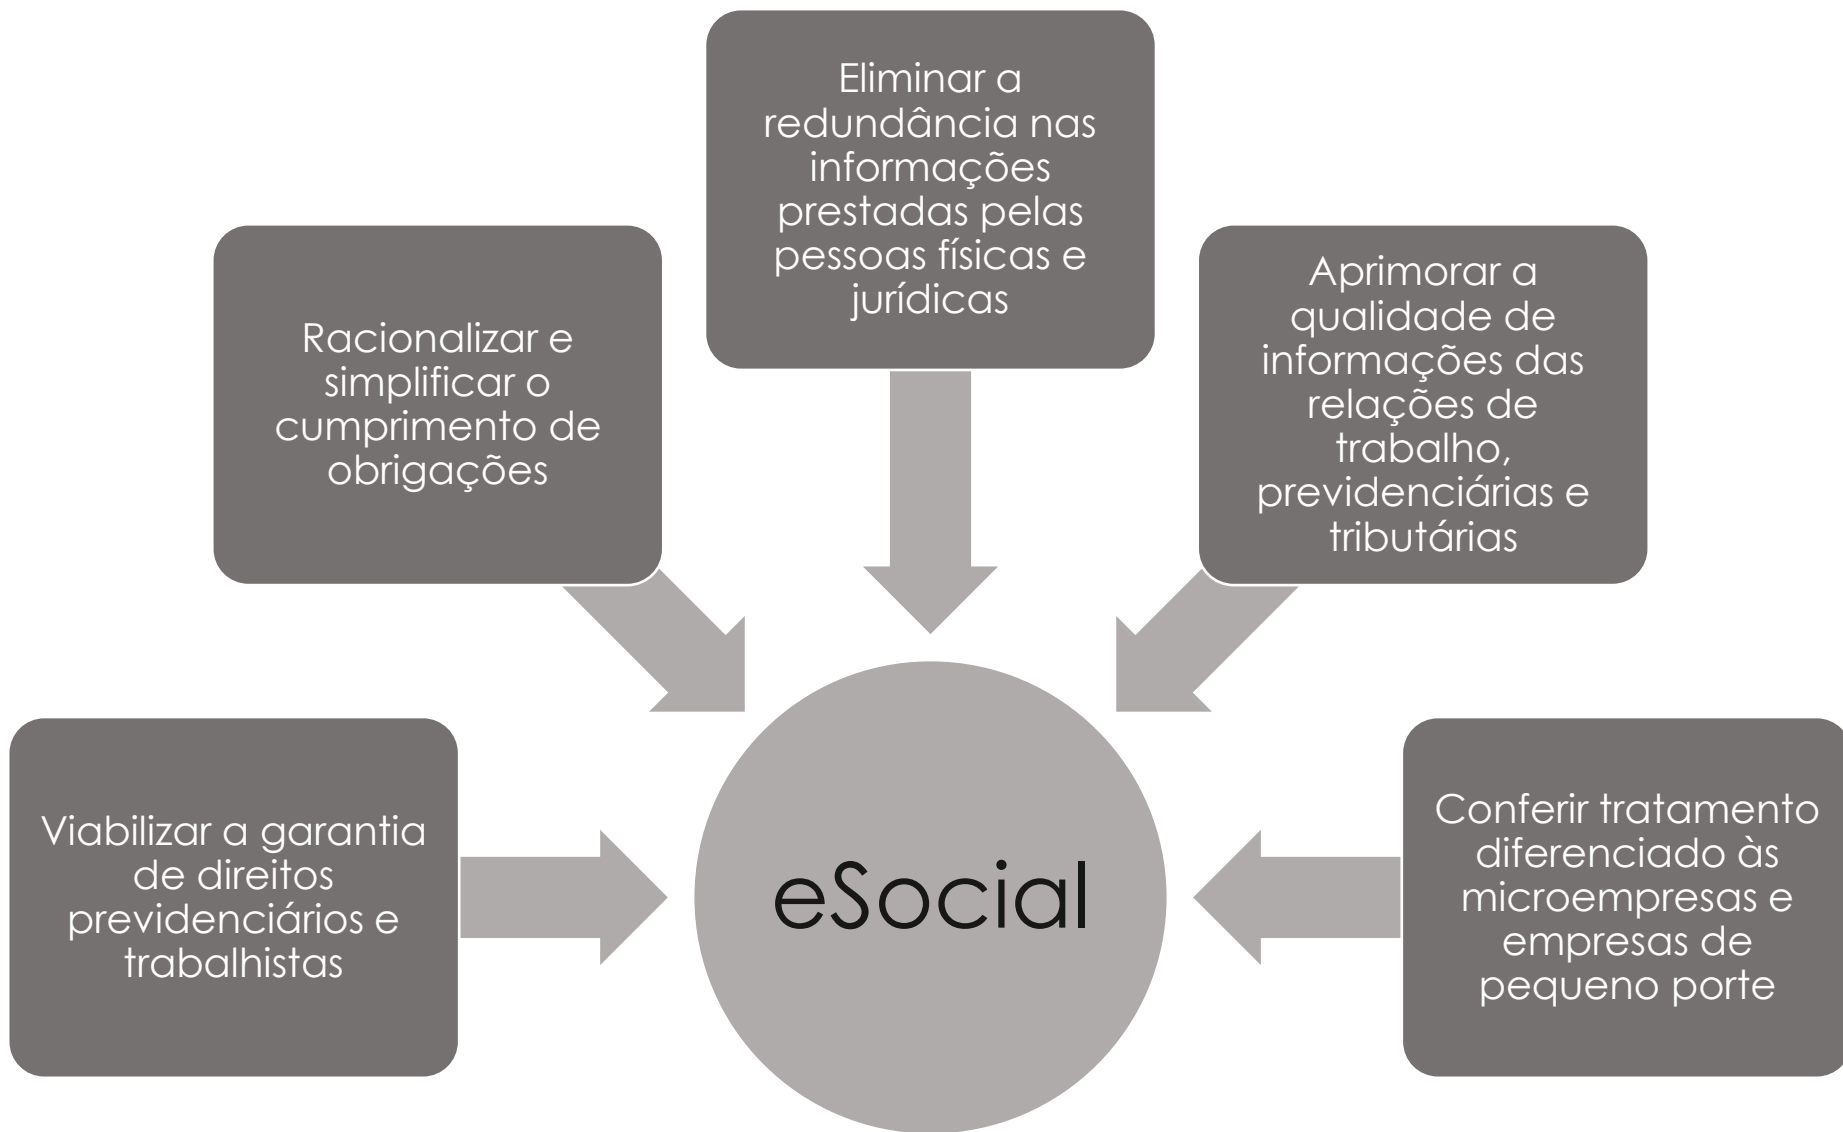 Eliminar a
redundância nas
informações
prestadas pelas
pessoas físicas e
jurídicas
Racionalizar e
simplificar o
cumprimento de
obrigações
Aprimorar a
qualidade de
informações das
relações de
trabalho,
previdenciárias e
tributárias
Viabilizar a garantia
de direitos
previdenciários e
trabalhistas
eSocial
Conferir tratamento
diferenciado às
microempresas e
empresas de
pequeno porte